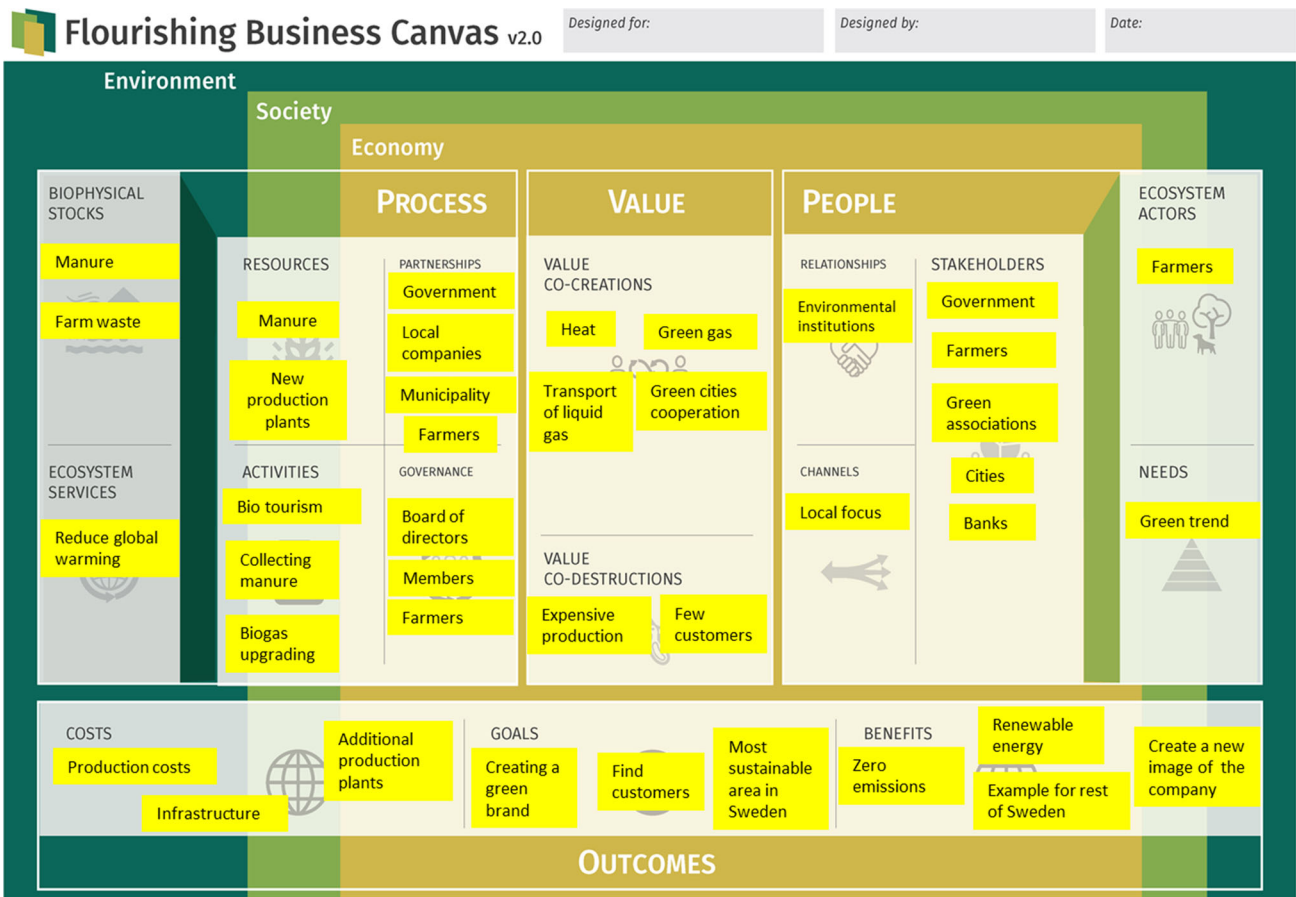 Flourishing Business Canvas v2.0
Designed for:
Designed by:
Date:
Environment
Society
Economy
BIOPHYSICAL
STOCKS
Manure
Farm waste
ECOSYSTEM
SERVICES
Reduce global
warming
PROCESS
RESOURCES
Manure
New
production
plants
PARTNERSHIPS
Government
Local
companies
Municipality
Farmers
ACTIVITIES
Bio tourism
Collecting
manure
Biogas
upgrading
GOVERNANCE
Board of
directors
Members
Farmers
VALUE
VALUE
CO-CREATIONS
Heat
Green gas
Transport
of liquid
gas
Green cities
cooperation
VALUE
CO-DESTRUCTIONS
Expensive
production
Few
customers
PEOPLE
RELATIONSHIPS
Environmental
institutions
CHANNELS
Local focus
STAKEHOLDERS
Government
Farmers
Green
associations
Cities
Banks
ECOSYSTEM
ACTORS
Farmers
NEEDS
Green trend
COSTS
Production costs
Infrastructure
Additional
production
plants
GOALS
Creating a
green
brand
Find
customers
Most
sustainable
area in
Sweden
BENEFITS
Zero
emissions
Renewable
energy
Example for rest
of Sweden
Create a new
image of the
company
OUTCOMES